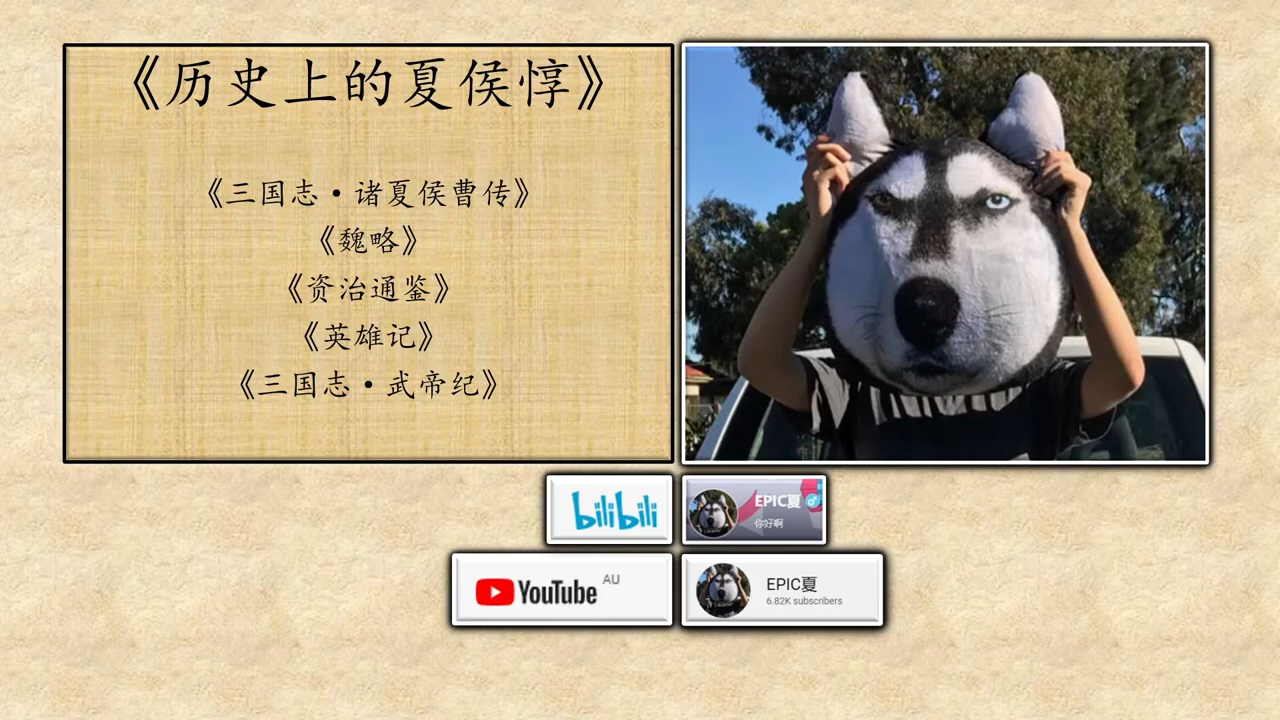 《历史上的夏侯惇》
《三国志·诸夏侯曹传》
《魏略》
《资治通鉴》
《英雄记》
《三国志·武帝纪》
bilibili
EPIC夏
你好啊
YouTube AU
EPIC夏
6.82K subscribers